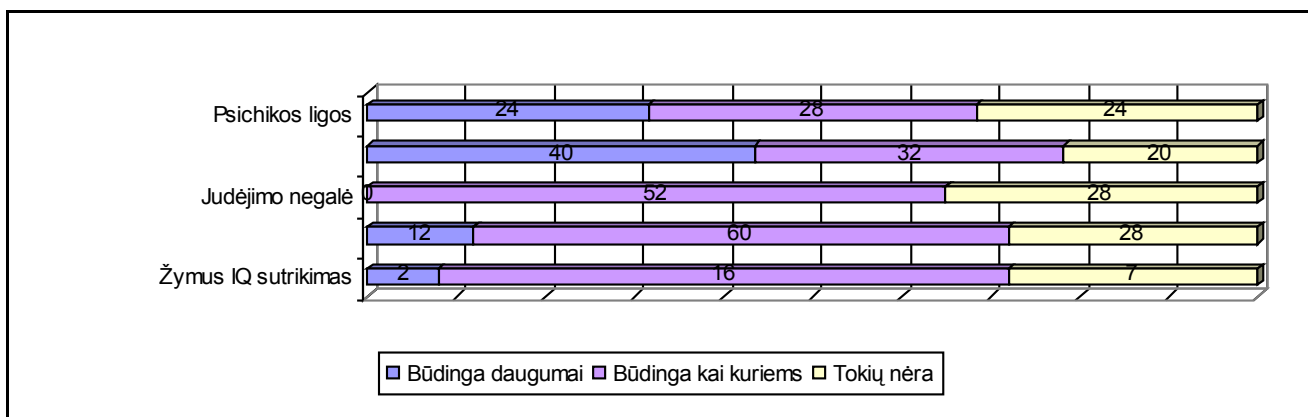 Psichikos ligos 24 28 24
40 32 20
Judėjimo negalė 0 52 28
12 60 28
Žymus IQ sutrikimas 2 16 7
Būdinga daugumai Būdinga kai kuriems Tokių nėra